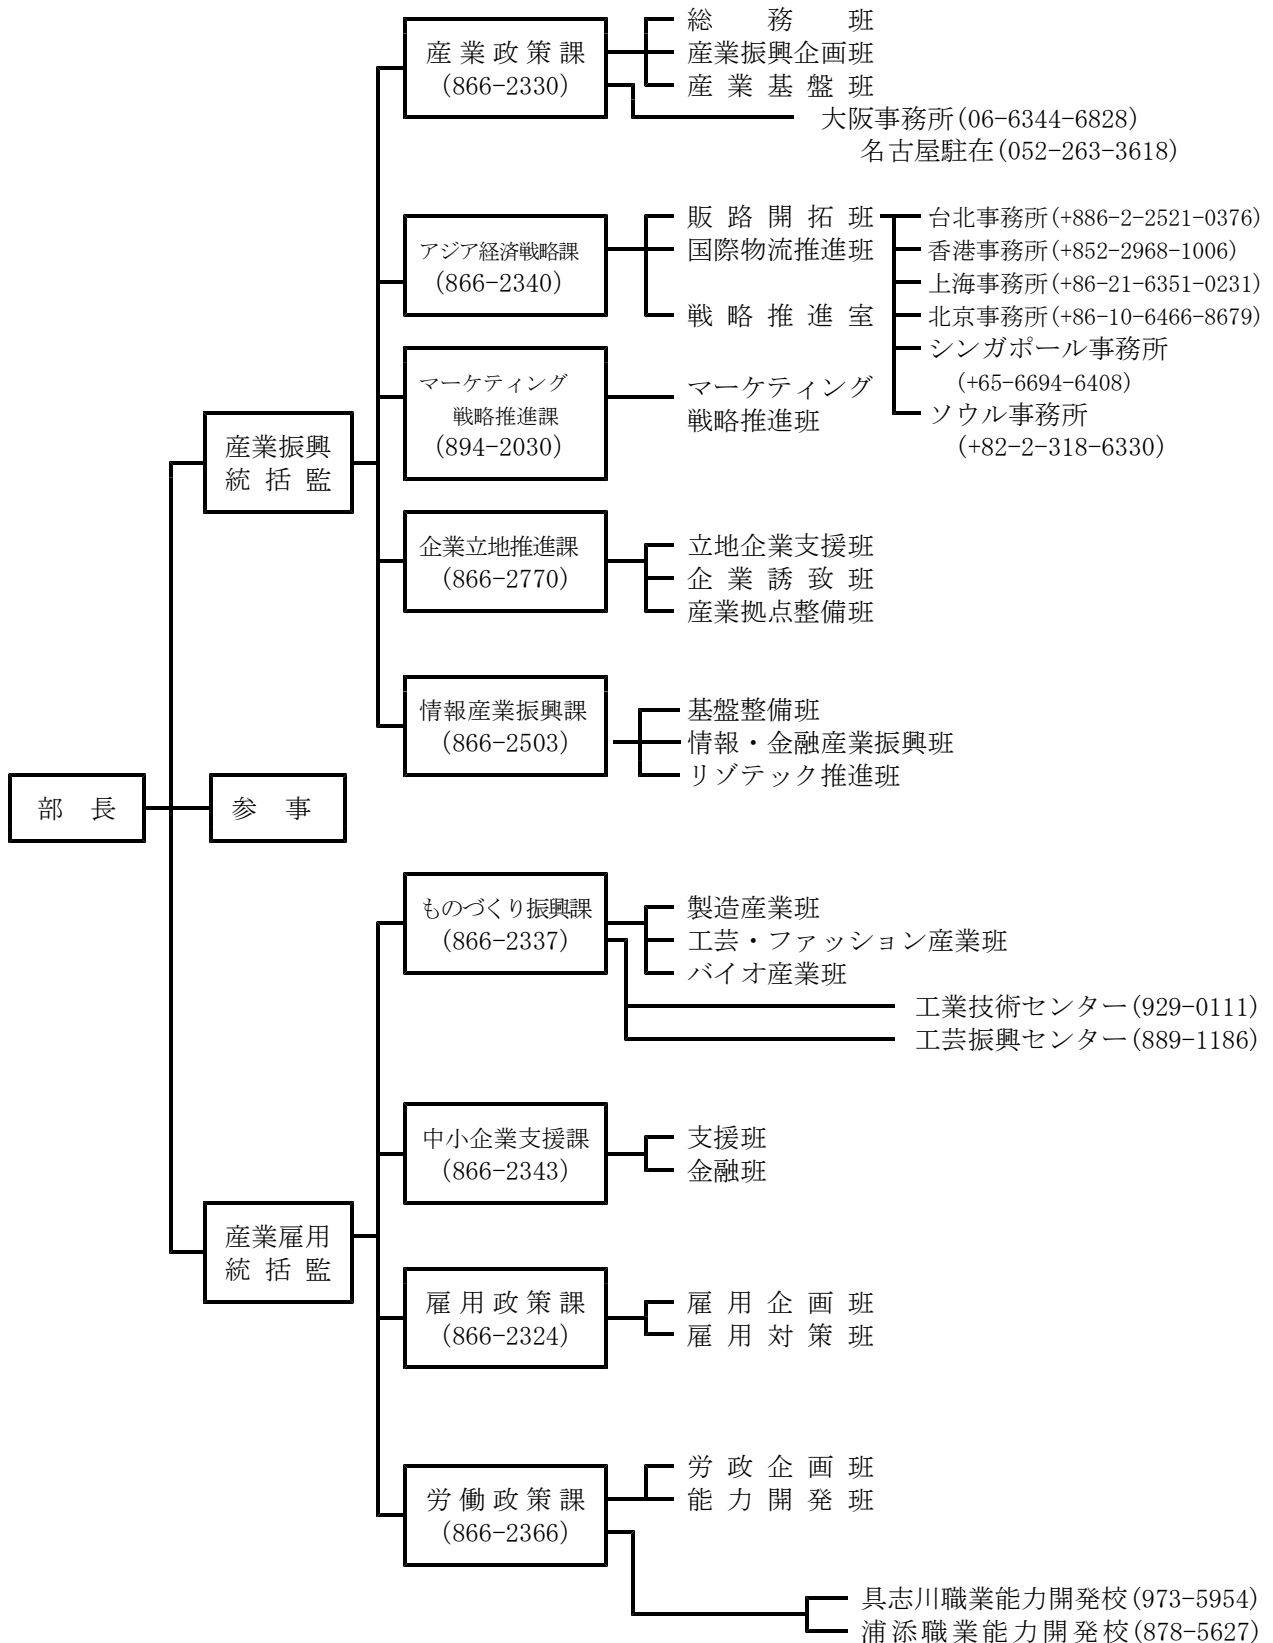 部　長
参　事
産業振興
統 括 監
産 業 政 策 課
(866-2330)
総　務　班
産業振興企画班
産 業 基 盤 班
大阪事務所(06-6344-6828)
名古屋駐在(052-263-3618)
アジア経済戦略課
(866-2340)
販 路 開 拓 班
国際物流推進班
戦 略 推 進 室
台北事務所(+886-2-2521-0376)
香港事務所(+852-2968-1006)
上海事務所(+86-21-6351-0231)
北京事務所(+86-10-6466-8679)
シンガポール事務所
(+65-6694-6408)
ソウル事務所
(+82-2-318-6330)
マーケティング
戦略推進課
(894-2030)
マーケティング
戦略推進班
企業立地推進課
(866-2770)
立地企業支援班
企 業 誘 致 班
産業拠点整備班
情報産業振興課
(866-2503)
基盤整備班
情報・金融産業振興班
リゾテック推進班
産業雇用
統 括 監
ものづくり振興課
(866-2337)
製造産業班
工芸・ファッション産業班
バイオ産業班
工業技術センター(929-0111)
工芸振興センター(889-1186)
中小企業支援課
(866-2343)
支援班
金融班
雇 用 政 策 課
(866-2324)
雇 用 企 画 班
雇 用 対 策 班
労 働 政 策 課
(866-2366)
労 政 企 画 班
能 力 開 発 班
具志川職業能力開発校(973-5954)
浦添職業能力開発校(878-5627)